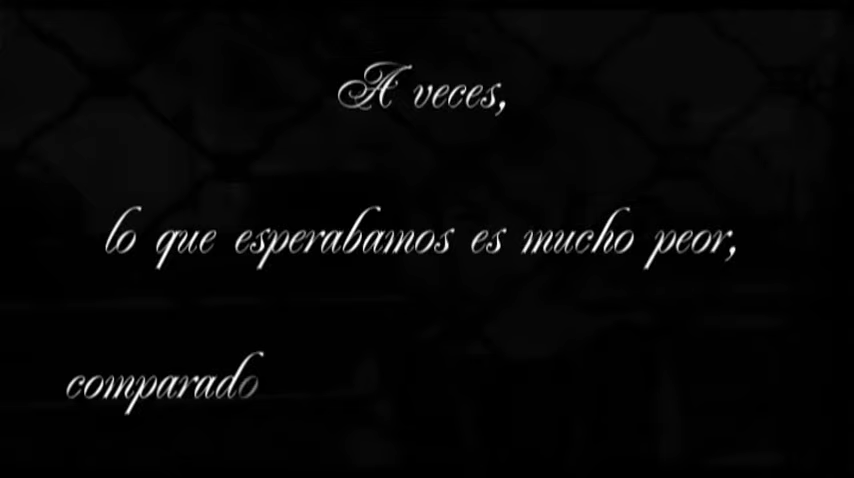 A veces,
lo que esperabamos es mucho peor,
comparado